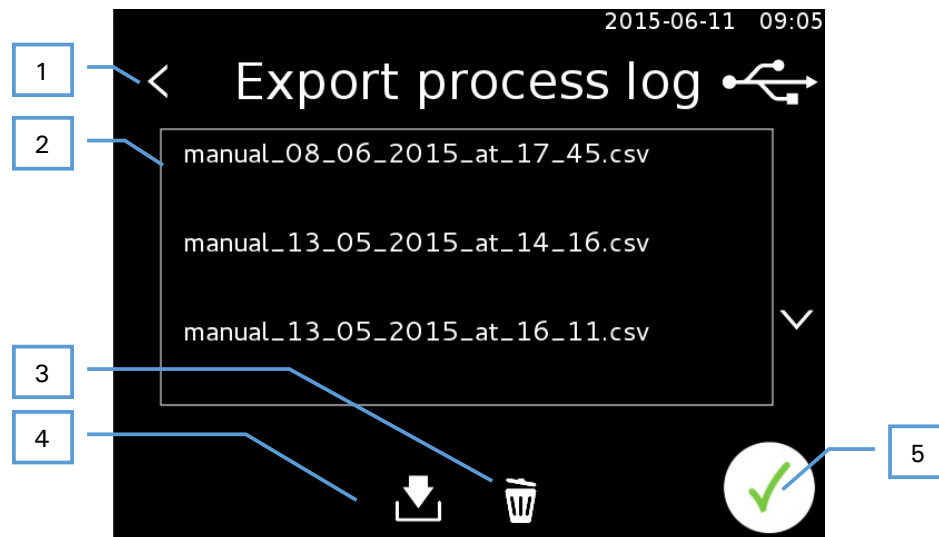 2015-06-11 09:05
1
Export process log
2
manual_08_06_2015_at_17_45.csv
manual_13_05_2015_at_14_16.csv
manual_13_05_2015_at_16_11.csv
3
4
5